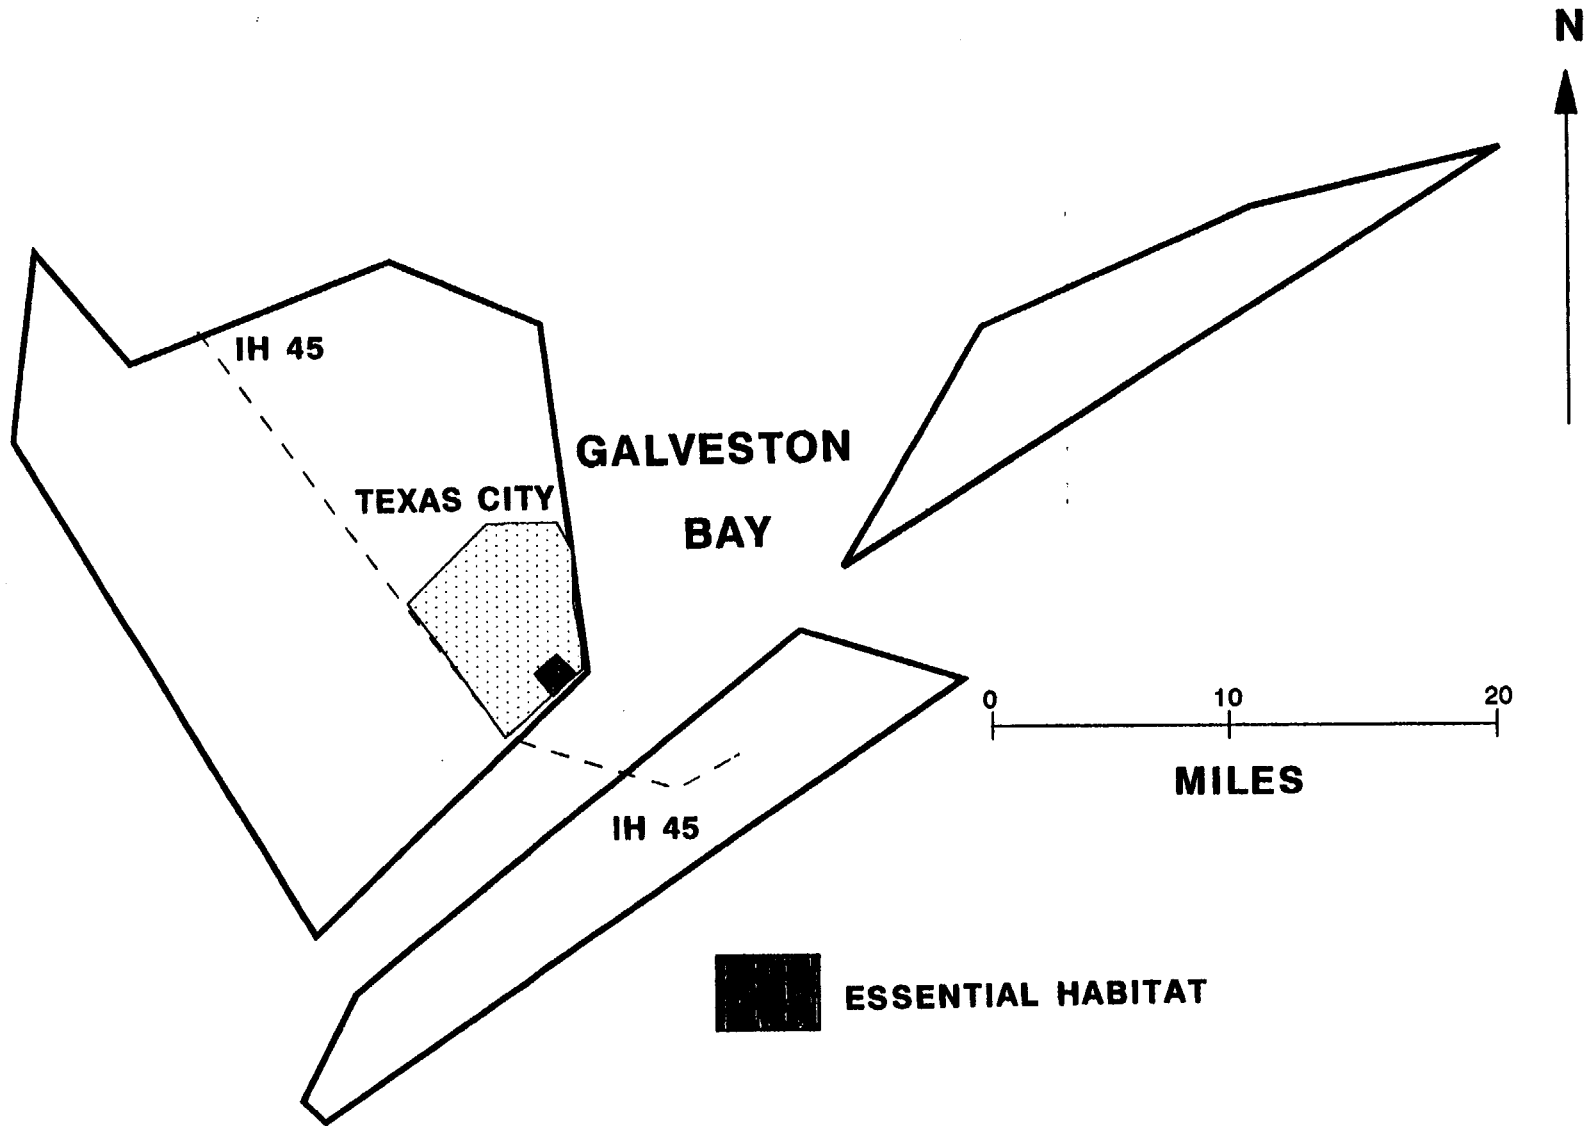 N
IH 45
GALVESTON
TEXAS CITY
BAY
0 10 20
MILES
IH 45
ESSENTIAL HABITAT